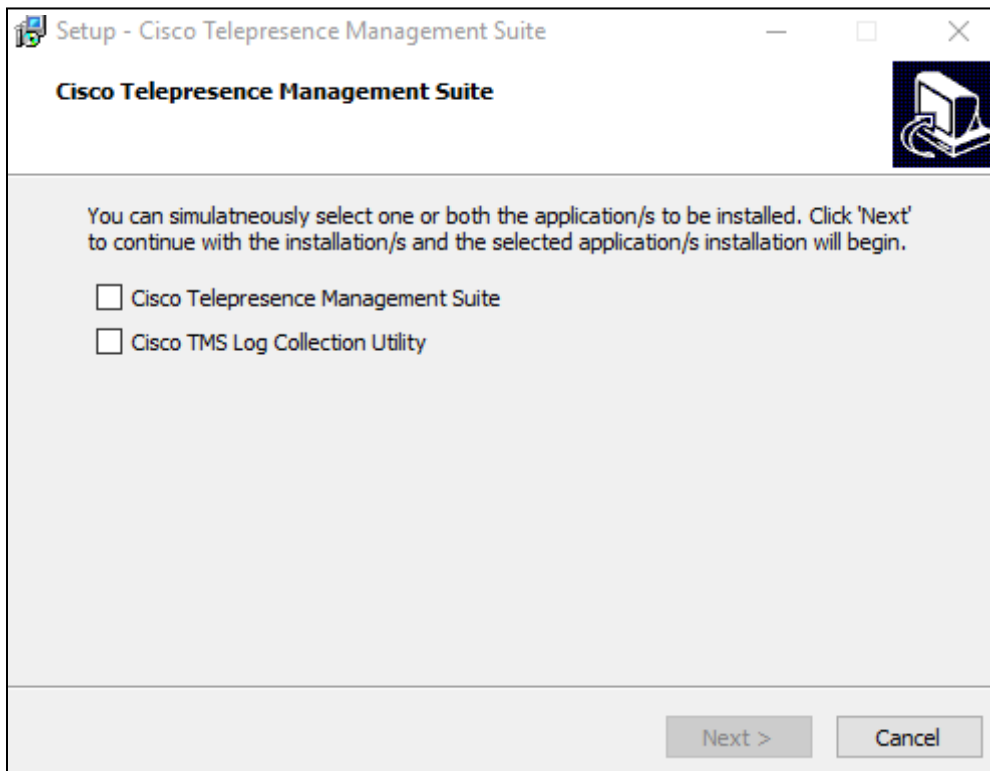 Setup - Cisco Telepresence Management Suite
Cisco Telepresence Management Suite
You can simulatneously select one or both the application/s to be installed. Click 'Next'
to continue with the installation/s and the selected application/s installation will begin.
Cisco Telepresence Management Suite
Cisco TMS Log Collection Utility
Next >
Cancel